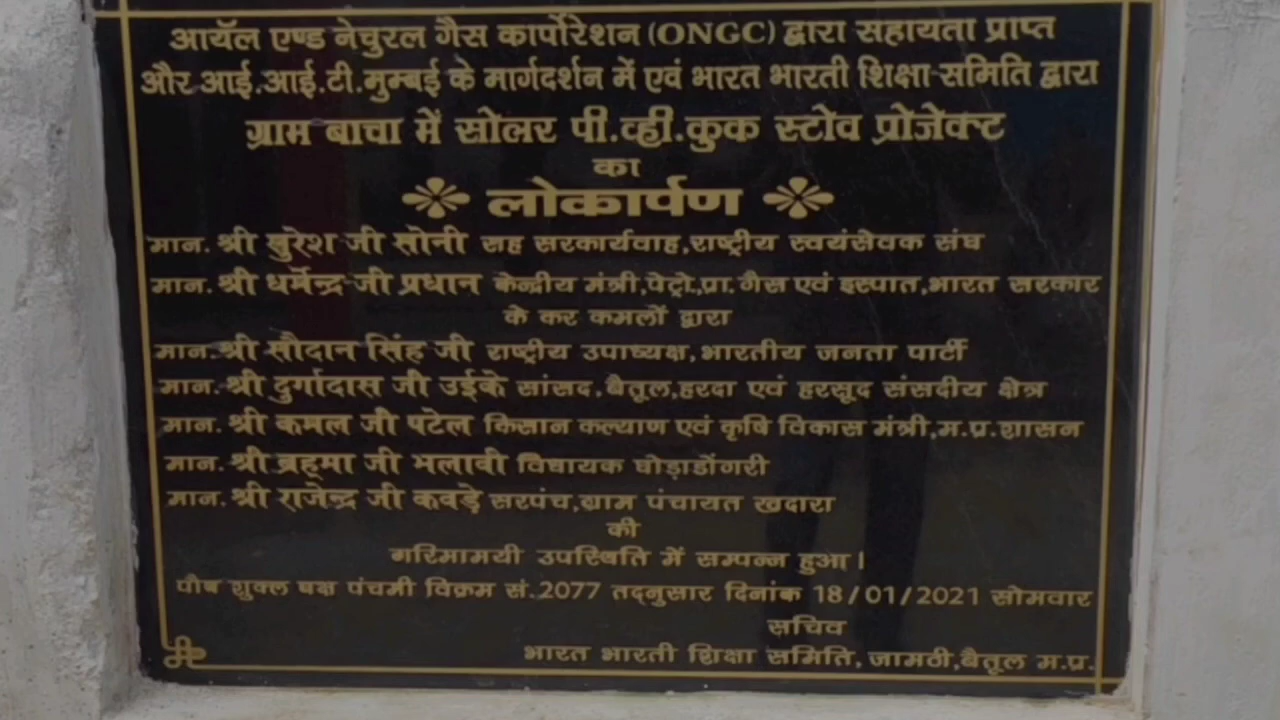 आयॅल एण्ड नेचुरल गैस कार्पोरेशन (ONGC) द्वारा सहायता प्राप्त
और आई.आई.टी.मुम्बई के मार्गदर्शन में एवं भारत भारती शिक्षा समिति द्वारा
ग्राम बाचा में सोलर पी.व्ही.कुक स्टोव प्रोजेक्ट
का
लोकार्पण
मान. श्री सुरेश जी सोनी सह सरकार्यवाह,राष्ट्रीय स्वयंसेवक संघ
मान. श्री धर्मेन्द्र जी प्रधान केन्द्रीय मंत्री,पेट्रो.,प्रा. गैस एवं इस्पात,भारत सरकार
के कर कमलों द्वारा
मान. श्री सौदान सिंह जी राष्ट्रीय उपाध्यक्ष,भारतीय जनता पार्टी
मान. श्री दुर्गादास जी उईके सांसद,बैतूल,हरदा एवं हरसूद संसदीय क्षेत्र
मान. श्री कमल जी पटेल किसान कल्याण एवं कृषि विकास मंत्री,म.प्र.शासन
मान. श्री ब्रह्मा जी भलावी विधायक घोड़ाडोंगरी
मान. श्री राजेन्द्र जी कवड़े सरपंच,ग्राम पंचायत खदारा
की
गरिमामयी उपस्थिति में सम्पन्न हुआ।
पौष शुक्ल पक्ष पंचमी विक्रम सं.2077 तद्नुसार दिनांक 18/01/2021 सोमवार
सचिव
भारत भारती शिक्षा समिति, जामठी,बैतूल म.प्र.